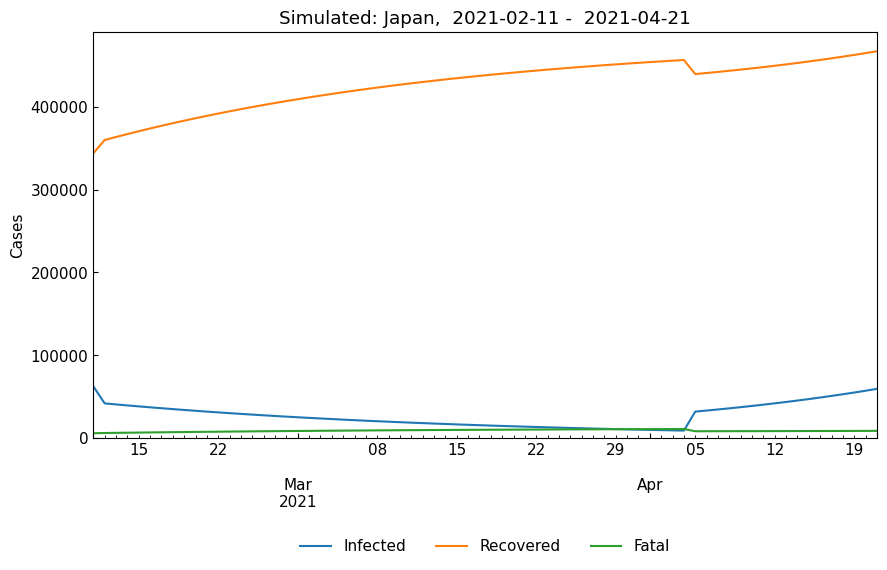 Simulated: Japan,  2021-02-11 -  2021-04-21
Cases
400000
300000
200000
100000
0
15 22 08 15 22 29 05 12 19
Mar Apr
2021
Infected Recovered Fatal